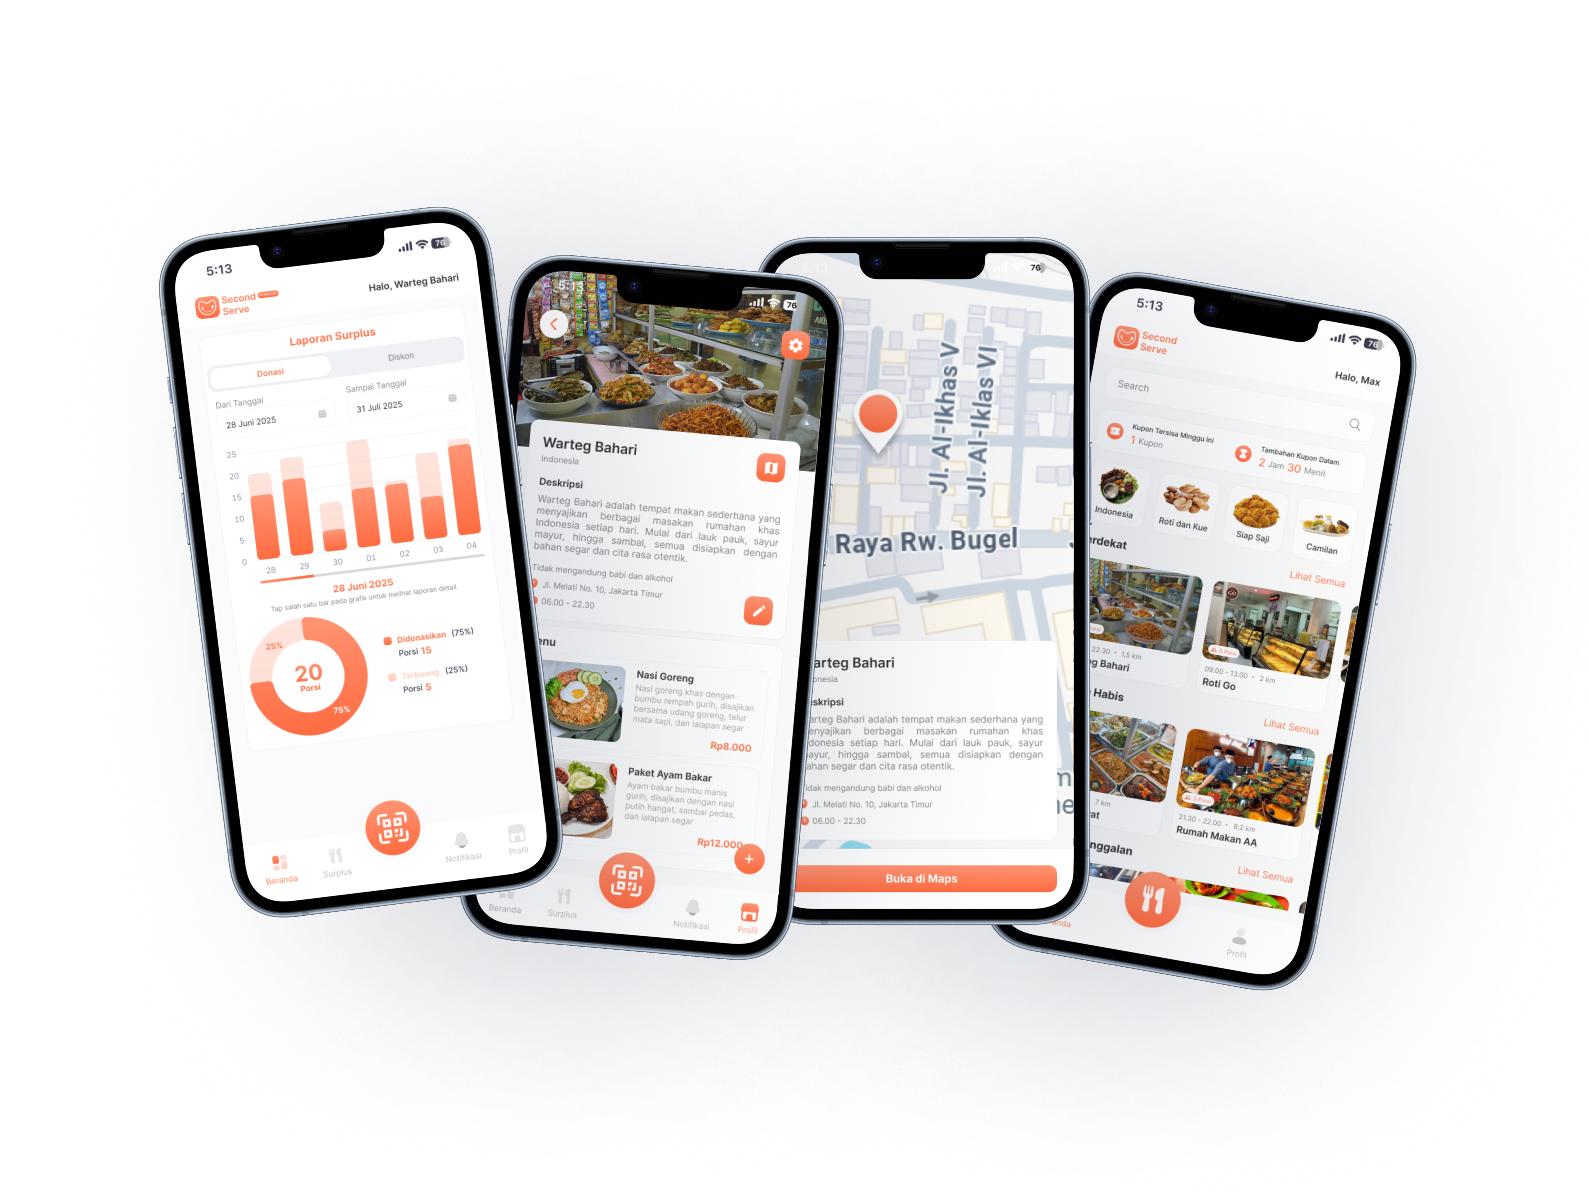 5:13
76
Second
Serve
Halo, Warteg Bahari
Laporan Surplus
Donasi
Diskon
Dari Tanggal
Sampai Tanggal
28 Juni 2025
31 Juli 2025
25
20
15
10
5
0
28
29
30
01
02
03
04
28 Juni 2025
Tap salah satu bar pada grafik untuk melihat laporan detail.
25%
20
Porsi
75%
Didonasikan (75%)
Porsi 15
Terbuang (25%)
Porsi 5
Beranda
Surplus
Notifikasi
Profil
5:13
76
Warteg Bahari
Indonesia
Deskripsi
Warteg Bahari adalah tempat makan sederhana yang
menyajikan berbagai masakan rumahan khas
Indonesia setiap hari. Mulai dari lauk pauk, sayur
mayur, hingga sambal, semua disiapkan dengan
bahan segar dan cita rasa otentik.
Tidak mengandung babi dan alkohol
Jl. Melati No. 10, Jakarta Timur
06.00 - 22.30
enu
Nasi Goreng
Nasi goreng khas dengan
bumbu rempah gurih, disajikan
bersama udang goreng, telur
mata sapi, dan lalapan segar
Rp8.000
Paket Ayam Bakar
Ayam bakar bumbu manis
gurih, disajikan dengan nasi
putih hangat, sambal pedas,
dan lalapan segar
Rp12.000
Beranda
Surplus
Notifikasi
Profil
5:13
76
Jl. Al-Ikhas V
Jl. Al-Iklas VI
Raya Rw. Bugel
J
arteg Bahari
onesia
skripsi
arteg Bahari adalah tempat makan sederhana yang
enyajikan berbagai masakan rumahan khas
donesia setiap hari. Mulai dari lauk pauk, sayur
ayur, hingga sambal, semua disiapkan dengan
ahan segar dan cita rasa otentik.
idak mengandung babi dan alkohol
Jl. Melati No. 10, Jakarta Timur
06.00 - 22.30
m
ne
Buka di Maps
5:13
76
Second
Serve
Halo, Max
Search
Kupon Tersisa Minggu ini
1 Kupon
Tambahan Kupon Dalam
2 Jam 30 Menit
Indonesia
Roti dan Kue
Siap Saji
Camilan
erdekat
Lihat Semua
GO
Porsi
5 Porsi
22.30 • 1,5 km
g Bahari
09.00 - 13.00 • 2 km
Roti Go
Habis
Lihat Semua
3 Porsi
7 km
at
21.30 - 22.00 • 8,2 km
Rumah Makan AA
nggalan
Lihat Semua
anda
Profil